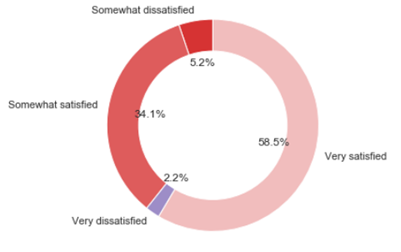 Somewhat dissatisfied
5.2%
Somewhat satisfied
34.1%
58.5%
Very satisfied
2.2%
Very dissatisfied